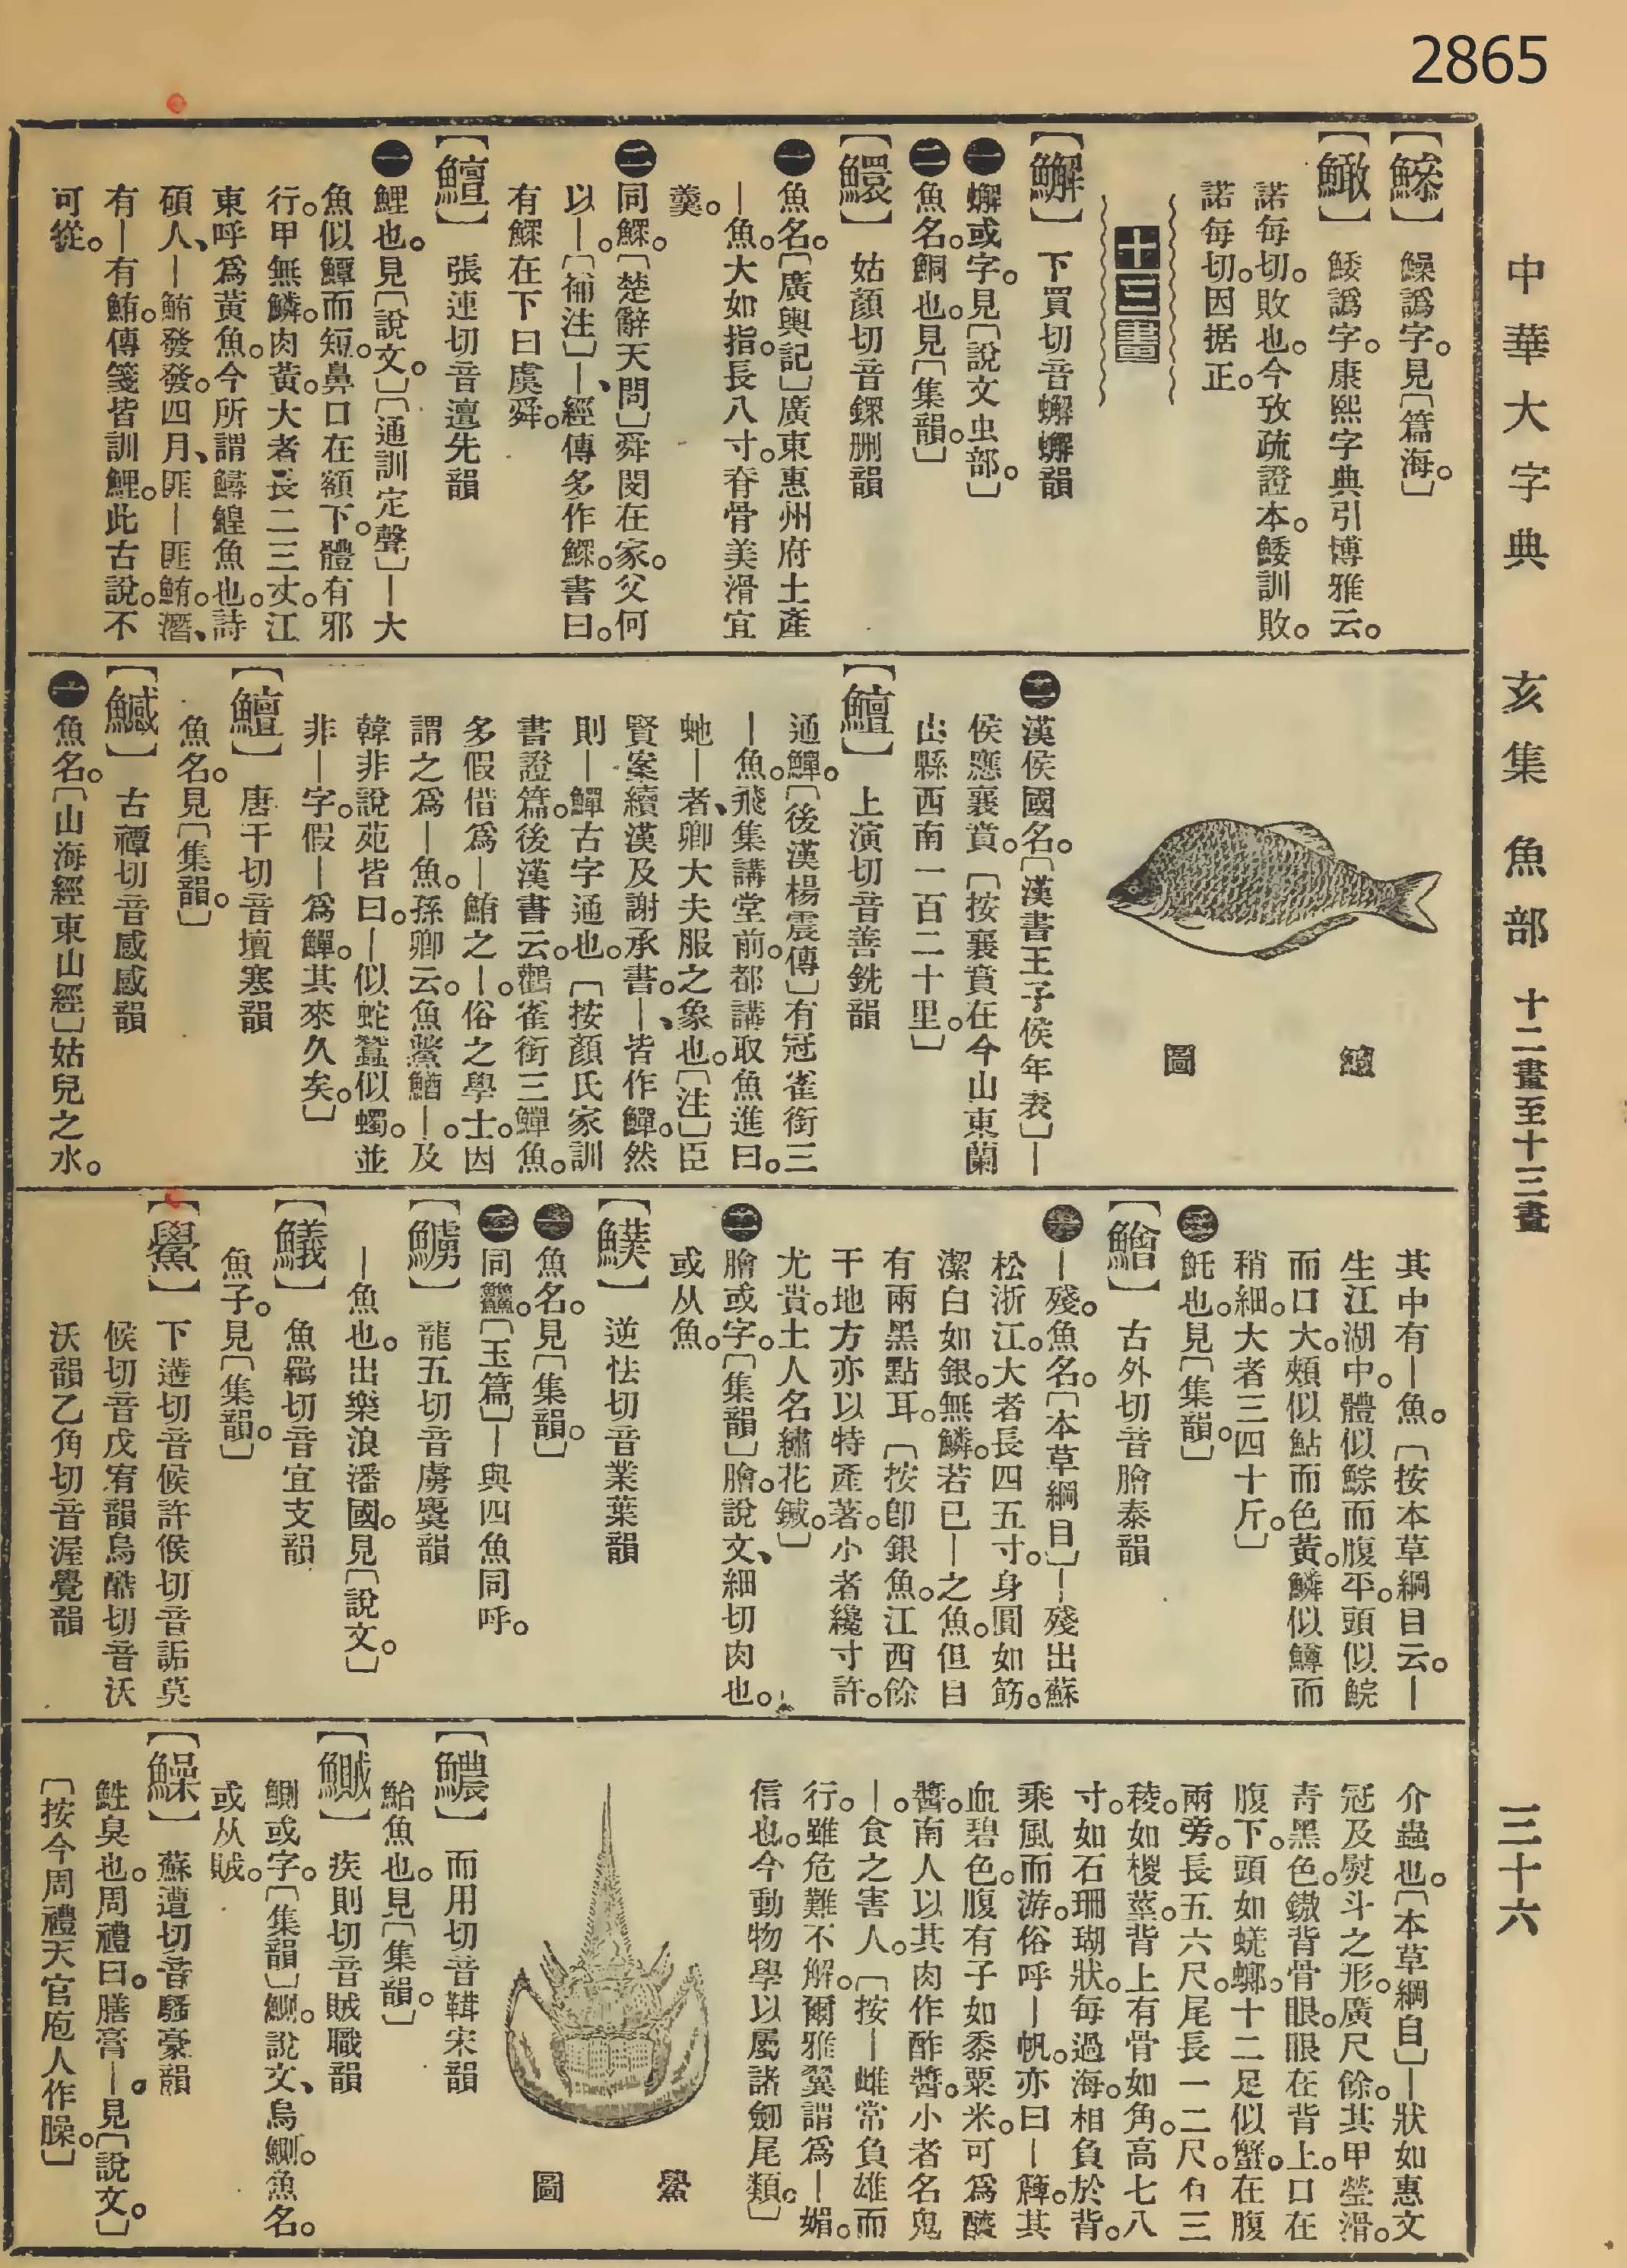 2865
中華大字典 亥集 魚部 十二畫至十三畫 三十六
【鰺】 鱢譌字。見〔篇海。〕
【𩼝】 鯘譌字。康熙字典引博雅云。
諾每切。敗也。今攷疏證本。鯘訓敗。
諾每切。因据正。
十三畫
【鱰】 下買切音蠏蠏韻
㊀蠏或字。見〔說文虫部。〕
㊁魚名。鮦也。見〔集韻。〕
【鱞】 姑頑切音鰥刪韻
㊀魚名。〔廣輿記〕廣東惠州府土產
—魚。大如指。長八寸。脊骨美滑宜
羹。
㊁同鰥。〔楚辭天問〕舜閔在家。父何
以—。〔補注〕—、經傳多作鰥。書曰。
有鰥在下曰虞舜。
【鱣】 張連切音邅先韻
㊀鯉也。見〔說文。〕〔通訓定聲〕—大
魚似鱏而短。鼻口在額下。體有邪
行。甲無鱗。肉黃。大者長二三丈。江
東呼爲黃魚。今所謂鱘鰉魚也。詩
碩人、—鮪發發。四月、匪—匪鮪。潛、
有—有鮪。傳箋皆訓鯉。此古說。不
可從。
鱣 圖
㊁漢侯國名。〔漢書王子侯年表〕—
侯應襄賁。〔按襄賁在今山東蘭
山縣西南一百二十里。〕
【鱣】 上演切音善銑韻
通鱓。〔後漢楊震傳〕有冠雀銜三
—魚。飛集講堂前。都講取魚進曰。
虵—者、卿大夫服之象也。〔注〕臣
賢案續漢及謝承書。—、皆作鱓。然
則—鱓古字通也。〔按顏氏家訓
書證篇。後漢書云。鸛雀銜三鱓魚。
多假借爲—鮪之—。俗之學士。因
謂之爲—魚。孫卿云。魚鱉鰌—。及
韓非說苑皆曰。—似蛇蠶似蠋。並
非—字。假—爲鱓。其來久矣。〕
【鱣】 唐干切音壇寒韻
魚名。見〔集韻。〕
【鱤】 古禫切音感感韻
㊀魚名。〔山海經東山經〕姑兒之水。
其中有—魚。〔按本草綱目云。—
生江湖中。體似鯮而腹平。頭似鯇
而口大。頰似鮎而色黃。鱗似鱒而
稍細。大者三四十斤。〕
㊁魠也。見〔集韻。〕
【鱠】 古外切音膾泰韻
㊀—殘。魚名。〔本草綱目〕—殘出蘇
松浙江。大者長四五寸。身圓如筯。
潔白如銀。無鱗。若已—之魚。但目
有兩黑點耳。〔按卽銀魚。江西餘
干地方亦以特產著。小者纔寸許。
尤貴。土人名繡花鍼。〕
㊁膾或字。〔集韻〕膾。說文、細切肉也。
或从魚。
【䲜】 逆怯切音業葉韻
㊀魚名。見〔集韻。〕
㊁同䲜。〔玉篇〕—與四魚同呼。
【鱸】 龍五切音虜麌韻
—魚也。出樂浪潘國。見〔說文。〕
【鸃】 魚羈切音宜支韻
魚子。見〔集韻。〕
【鱟】 下遘切音候許候切音詬莫
候切音戊宥韻烏酷切音沃
沃韻乙角切音渥覺韻
介蟲也。〔本草綱目〕—狀如惠文
冠及熨斗之形。廣尺餘。其甲瑩滑。
靑黑色。鏊背骨眼。眼在背上。口在
腹下。頭如蜣螂。十二足似蟹。在腹
兩旁。長五六尺。尾長一二尺。有三
稜。如椶莖。背上有骨如角。高七八
寸。如石珊瑚狀。每過海。相負於背。
乘風而游。俗呼—帆。亦曰—簰。其
血碧色。腹有子如黍粟米。可爲醯
醬。南人以其肉作酢醬。小者名鬼
—。食之害人。〔按—雌常負雄而
行。雖危難不解。爾雅翼謂爲—媚。
信也。今動物學以屬諸劍尾類。〕
鱟 圖
【鱷】 而用切音鞲宋韻
鮐魚也。見〔集韻。〕
【鱡】 疾則切音賊職韻
鰂或字。〔集韻〕鰂。說文、烏鰂。魚名。
或从賊。
【鱢】 蘇遭切音騷豪韻
鮏臭也。周禮曰。膳膏—。見〔說文。〕
〔按今周禮天官庖人作臊。〕